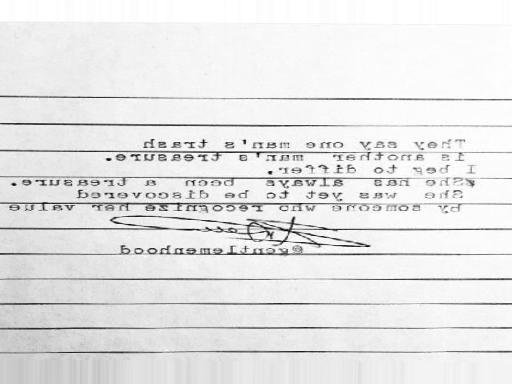 They say one man's trash
is another man's treasure.
I beg to differ.
She has always been a treasure.
She was yet to be discovered
by someone who recognize her value
@gentlemenhood